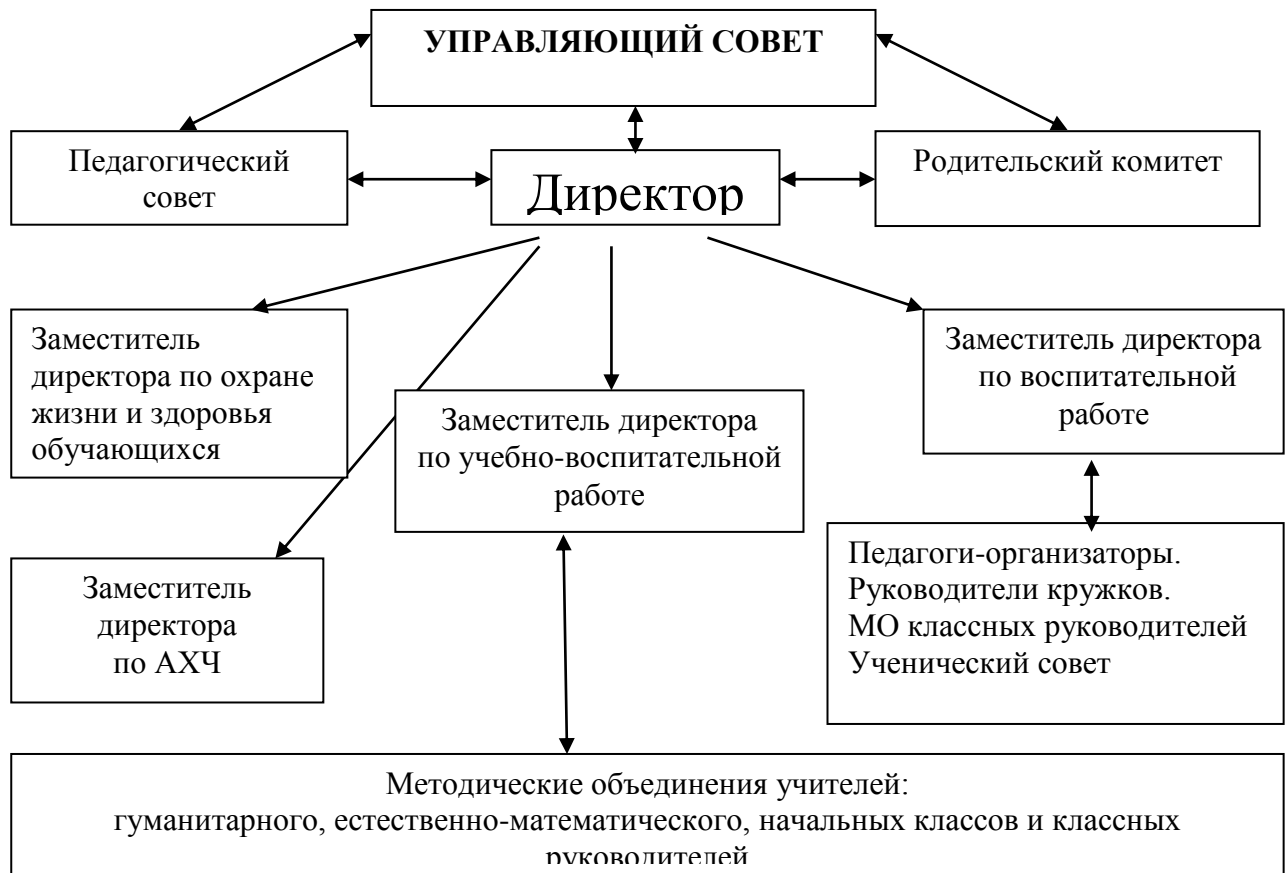 УПРАВЛЯЮЩИЙ СОВЕТ
Педагогический
совет
Директор
Родительский комитет
Заместитель
директора по охране
жизни и здоровья
обучающихся
Заместитель директора
по учебно-воспитательной
работе
Заместитель директора
по воспитательной
работе
Заместитель
директора
по АХЧ
Педагоги-организаторы.
Руководители кружков.
МО классных руководителей
Ученический совет
Методические объединения учителей:
гуманитарного, естественно-математического, начальных классов и классных
руководителей